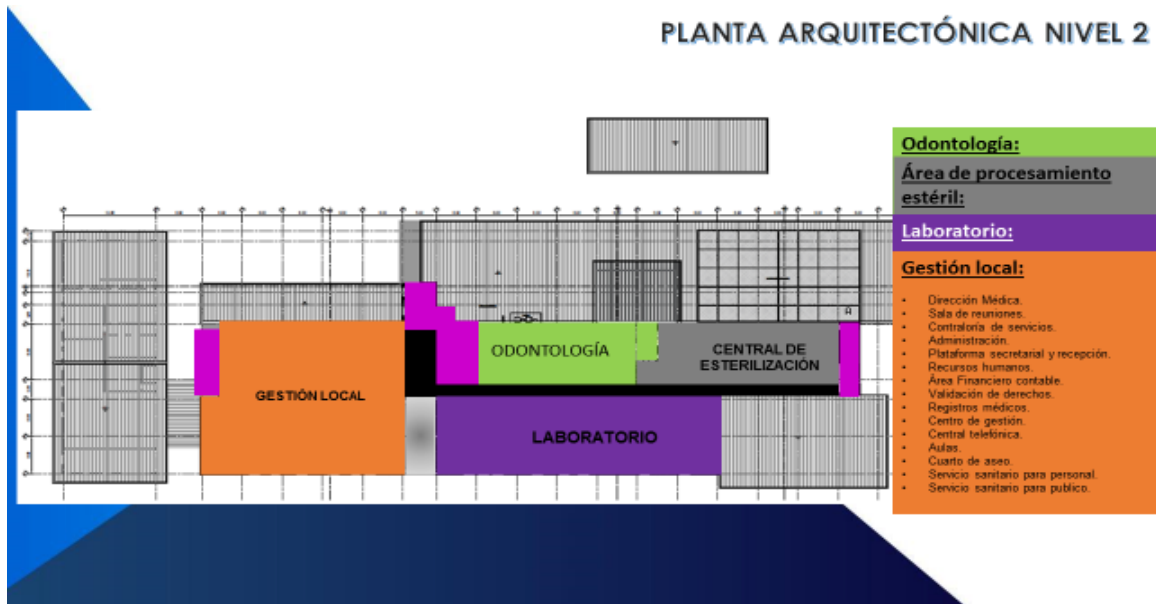 PLANTA ARQUITECTÓNICA NIVEL 2
Odontología:
Área de procesamiento
estéril:
Laboratorio:
Gestión local:
• Dirección Médica.
• Sala de reuniones.
• Contraloría de servicios.
• Administración.
• Plataforma secretarial y recepción.
• Recursos humanos.
• Área Financiero contable.
• Validación de derechos.
• Registros médicos.
• Centro de gestión.
• Central telefónica.
• Aulas.
• Cuarto de aseo.
• Servicio sanitario para personal.
• Servicio sanitario para publico.
ODONTOLOGÍA
CENTRAL DE
ESTERILIZACIÓN
GESTIÓN LOCAL
LABORATORIO